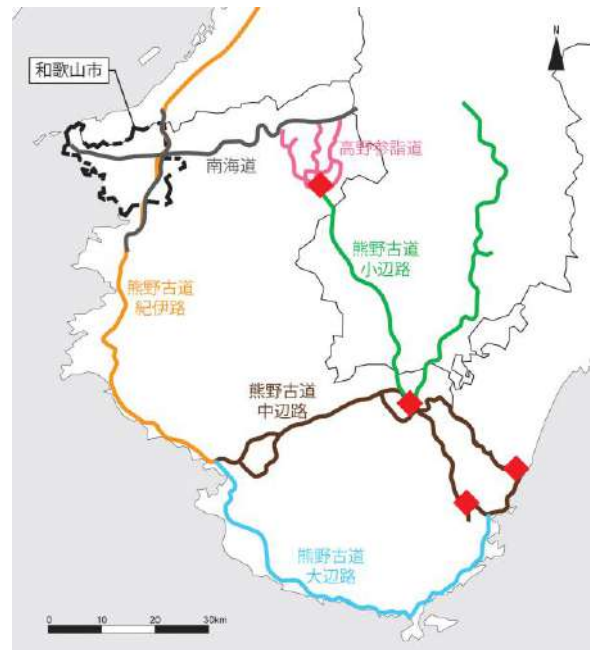 N
和歌山市
南海道
高野参詣道
熊野古道
小辺路
熊野古道
紀伊路
熊野古道
中辺路
熊野古道
大辺路
0 10 20 30km